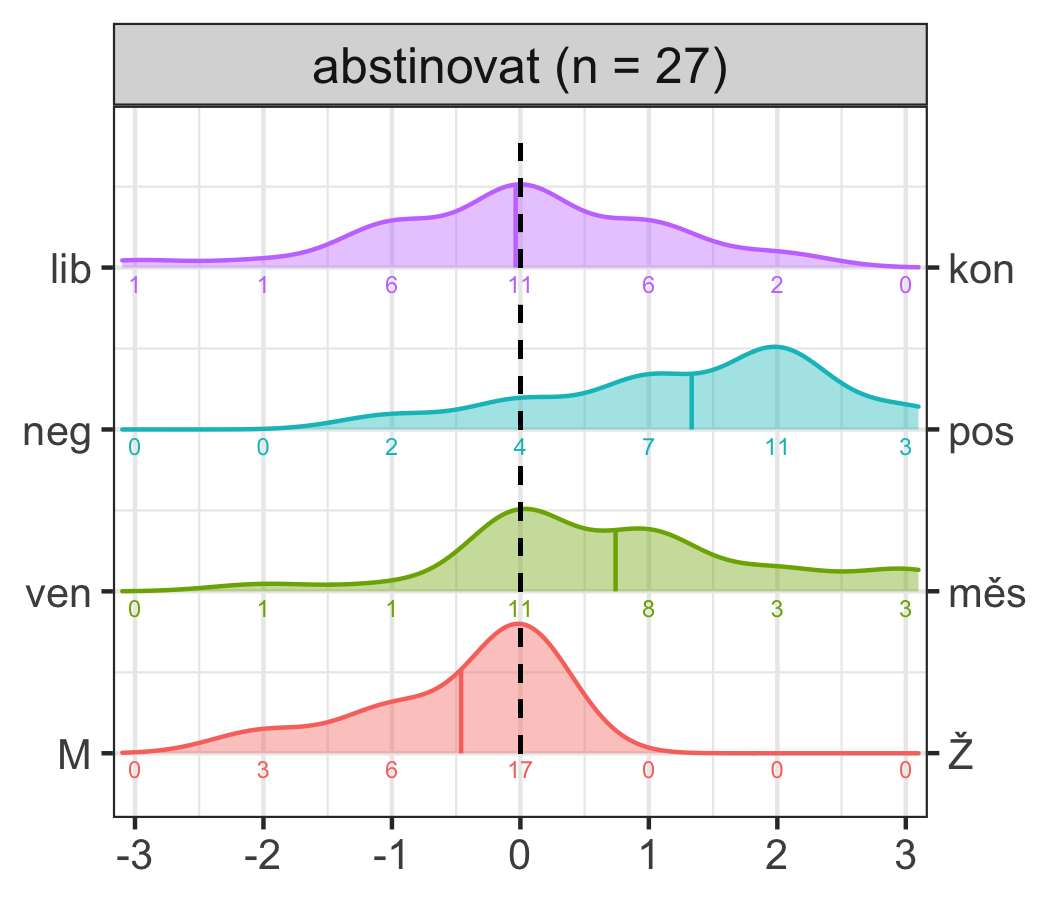 abstinovat (n = 27)
lib kon
1 1 6 11 6 2 0
neg pos
0 0 2 4 7 11 3
ven měs
0 1 1 11 8 3 3
M Ž
0 3 6 17 0 0 0
-3 -2 -1 0 1 2 3